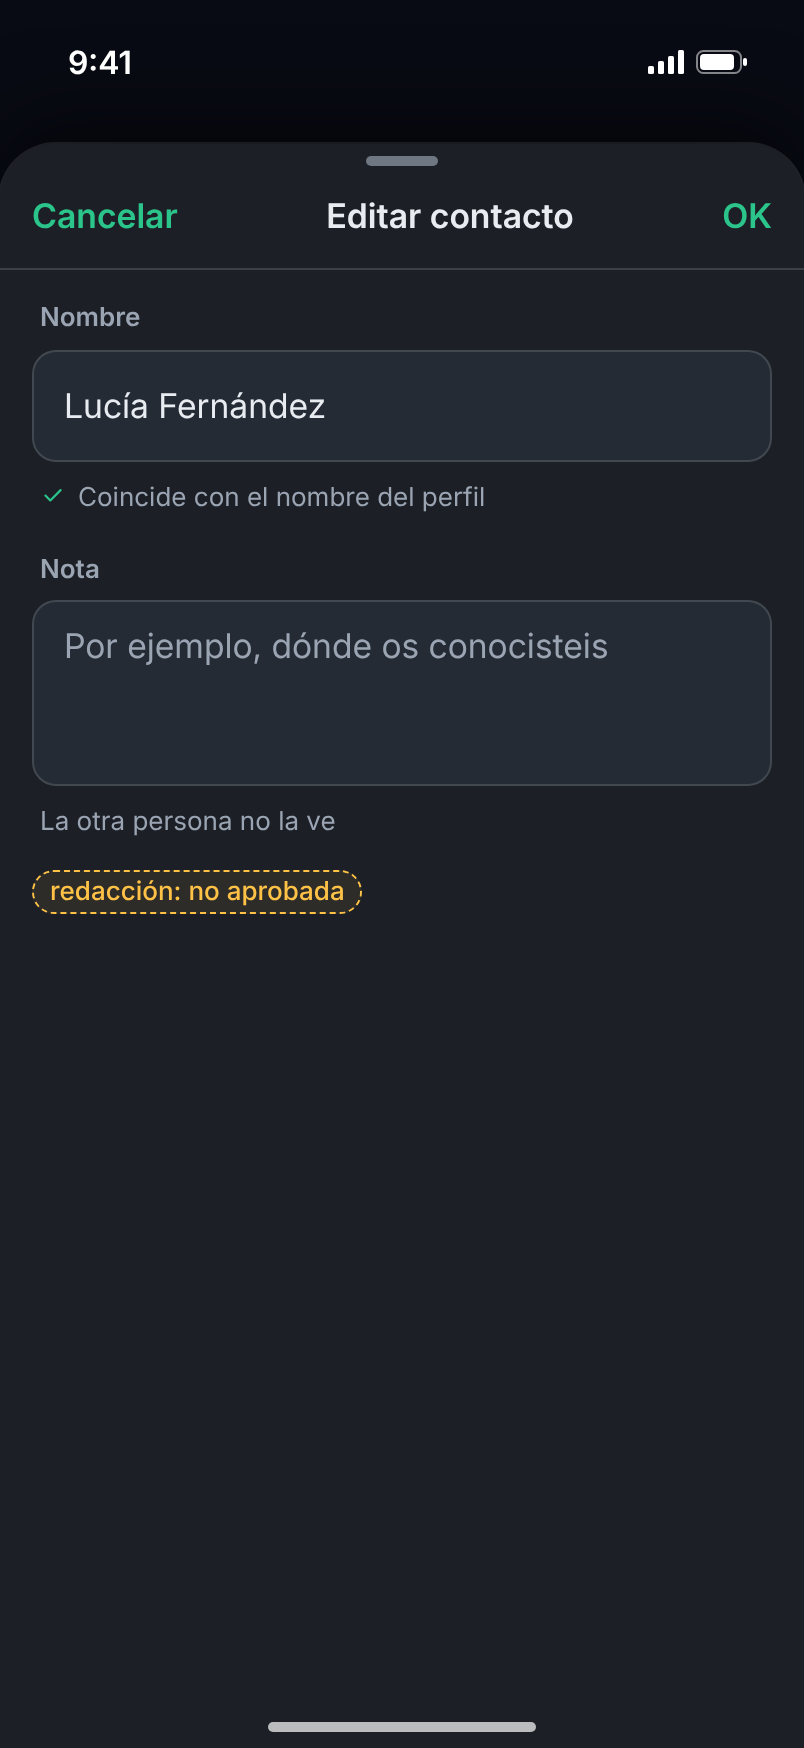 9:41
Cancelar Editar contacto OK
Nombre
Lucía Fernández
Coincide con el nombre del perfil
Nota
Por ejemplo, dónde os conocisteis
La otra persona no la ve
redacción: no aprobada